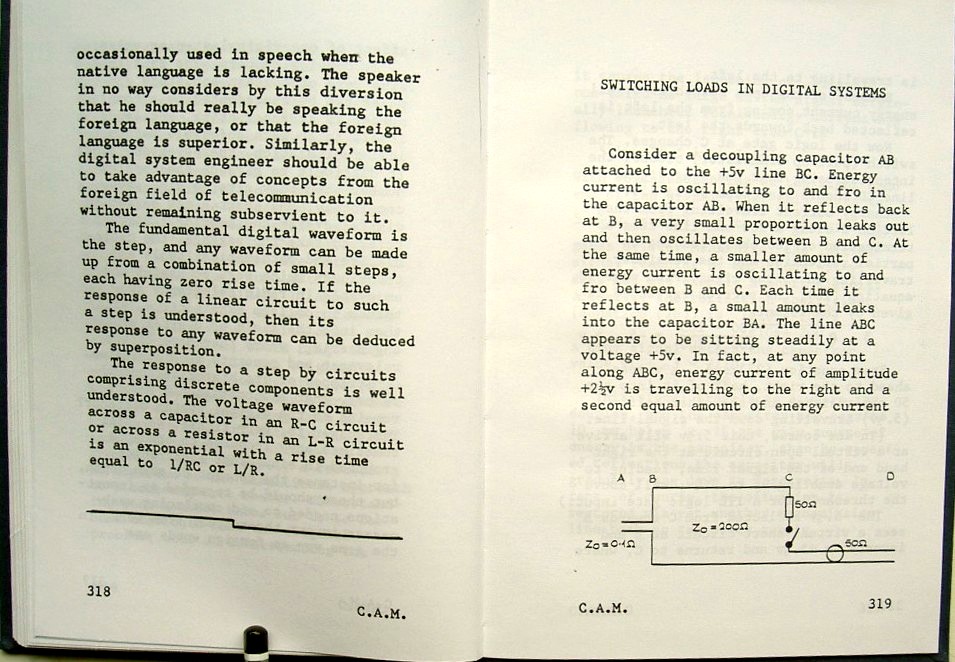 occasionally used in speech when the
native language is lacking. The speaker
in no way considers by this diversion
that he should really be speaking the
foreign language, or that the foreign
language is superior. Similarly, the
digital system engineer should be able
to take advantage of concepts from the
foreign field of telecommunication
without remaining subservient to it.
The fundamental digital waveform is
the step, and any waveform can be made
up from a combination of small steps,
each having zero rise time. If the
response of a linear circuit to such
a step is understood, then its
response to any waveform can be deduced
by superposition.
The response to a step by circuits
comprising discrete components is well
understood. The voltage waveform
across a capacitor in an R-C circuit
or across a resistor in an L-R circuit
is an exponential with a rise time
equal to 1/RC or L/R.
318
C.A.M.
SWITCHING LOADS IN DIGITAL SYSTEMS
Consider a decoupling capacitor AB
attached to the +5v line BC. Energy
current is oscillating to and fro in
the capacitor AB. When it reflects back
at B, a very small proportion leaks out
and then oscillates between B and C. At
the same time, a smaller amount of
energy current is oscillating to and
fro between B and C. Each time it
reflects at B, a small amount leaks
into the capacitor BA. The line ABC
appears to be sitting steadily at a
voltage +5v. In fact, at any point
along ABC, energy current of amplitude
+2½v is travelling to the right and a
second equal amount of energy current
A B C D
50Ω
Zo = 200Ω
Zo = 0·1Ω
50Ω
C.A.M.
319